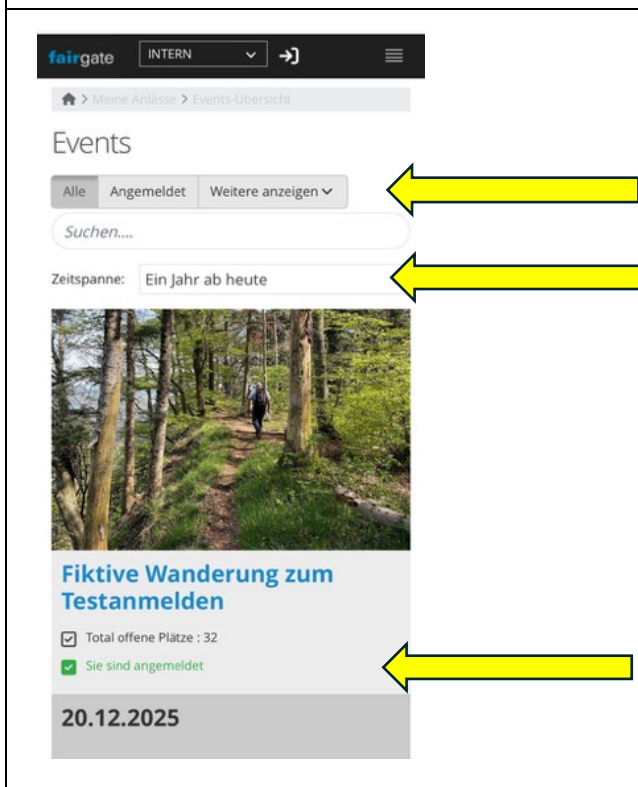 fairgate INTERN
Meine Anlässe > Events-Übersicht
Events
Alle Angemeldet Weitere anzeigen
Suchen....
Zeitspanne: Ein Jahr ab heute
Fiktive Wanderung zum
Testanmelden
Total offene Plätze : 32
Sie sind angemeldet
20.12.2025